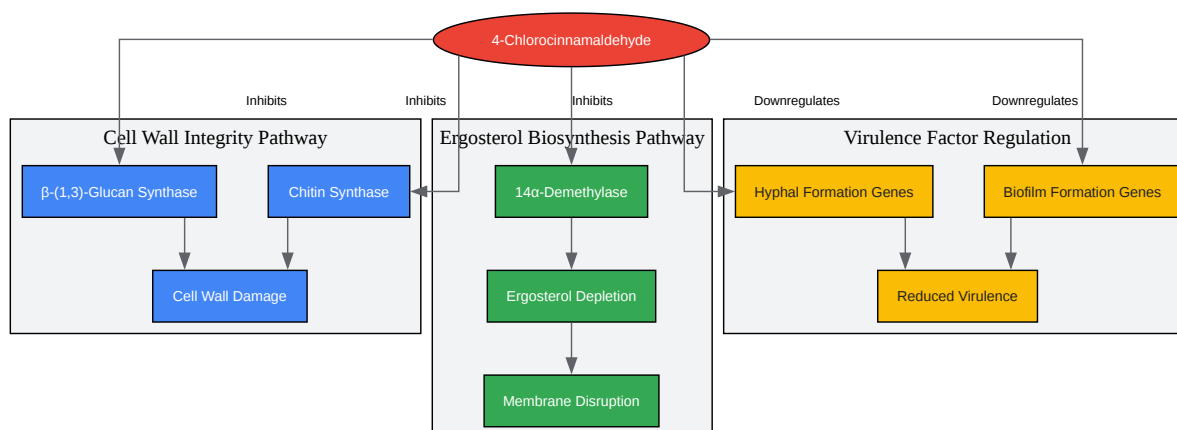 4-Chlorocinnamaldehyde
Inhibits
Inhibits
Inhibits
Downregulates
Downregulates
Cell Wall Integrity Pathway
Ergosterol Biosynthesis Pathway
Virulence Factor Regulation
β-(1,3)-Glucan Synthase
Chitin Synthase
14α-Demethylase
Hyphal Formation Genes
Biofilm Formation Genes
Cell Wall Damage
Ergosterol Depletion
Reduced Virulence
Membrane Disruption